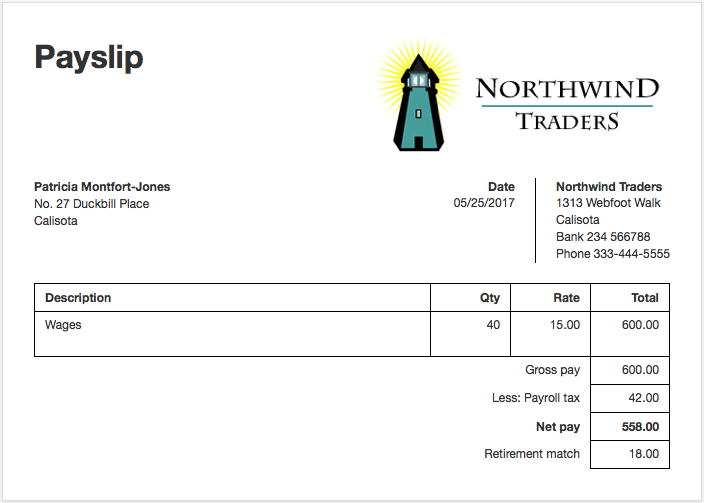 Payslip
NORTHWIND
TRADERS
Patricia Montfort-Jones
No. 27 Duckbill Place
Calisota
Date
05/25/2017
Northwind Traders
1313 Webfoot Walk
Calisota
Bank 234 566788
Phone 333-444-5555
Description Qty Rate Total
Wages 40 15.00 600.00
Gross pay 600.00
Less: Payroll tax 42.00
Net pay 558.00
Retirement match 18.00